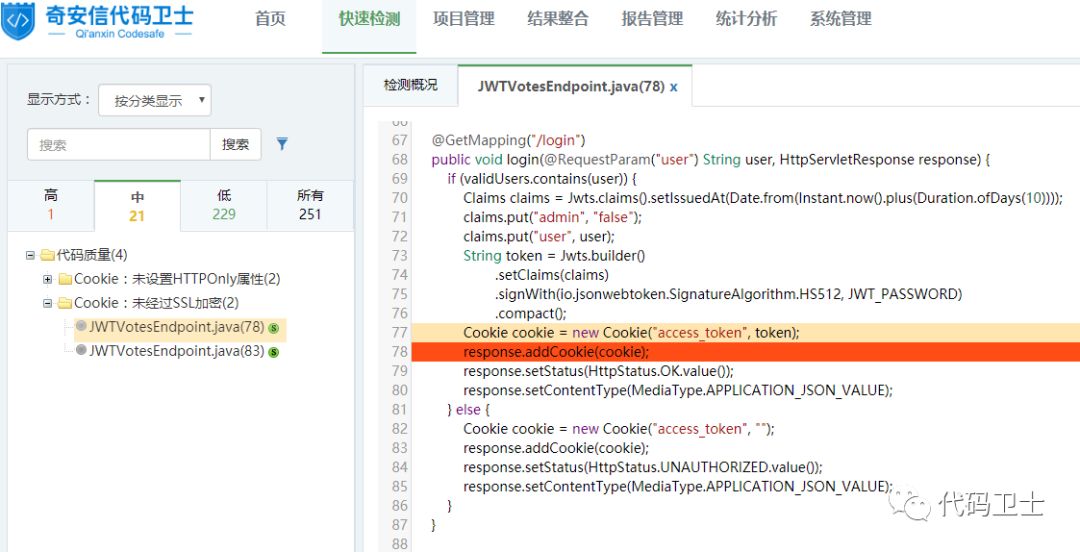 奇安信代码卫士
Qi'anxin Codesafe
首页
快速检测
项目管理
结果整合
报告管理
统计分析
系统管理
显示方式：
按分类显示
搜索
搜索
高
1
中
21
低
229
所有
251
代码质量(4)
Cookie：未设置HTTPOnly属性(2)
Cookie：未经过SSL加密(2)
JWTVotesEndpoint.java(78) S
JWTVotesEndpoint.java(83) S
检测概况
JWTVotesEndpoint.java(78) x
66
67 @GetMapping("/login")
68 public void login(@RequestParam("user") String user, HttpServletResponse response) {
69 if (validUsers.contains(user)) {
70 Claims claims = Jwts.claims().setIssuedAt(Date.from(Instant.now().plus(Duration.ofDays(10))));
71 claims.put("admin", "false");
72 claims.put("user", user);
73 String token = Jwts.builder()
74 .setClaims(claims)
75 .signWith(io.jsonwebtoken.SignatureAlgorithm.HS512, JWT_PASSWORD)
76 .compact();
77 Cookie cookie = new Cookie("access_token", token);
78 response.addCookie(cookie);
79 response.setStatus(HttpStatus.OK.value());
80 response.setContentType(MediaType.APPLICATION_JSON_VALUE);
81 } else {
82 Cookie cookie = new Cookie("access_token", "");
83 response.addCookie(cookie);
84 response.setStatus(HttpStatus.UNAUTHORIZED.value());
85 response.setContentType(MediaType.APPLICATION_JSON_VALUE);
86 }
87 }
88
代码卫士